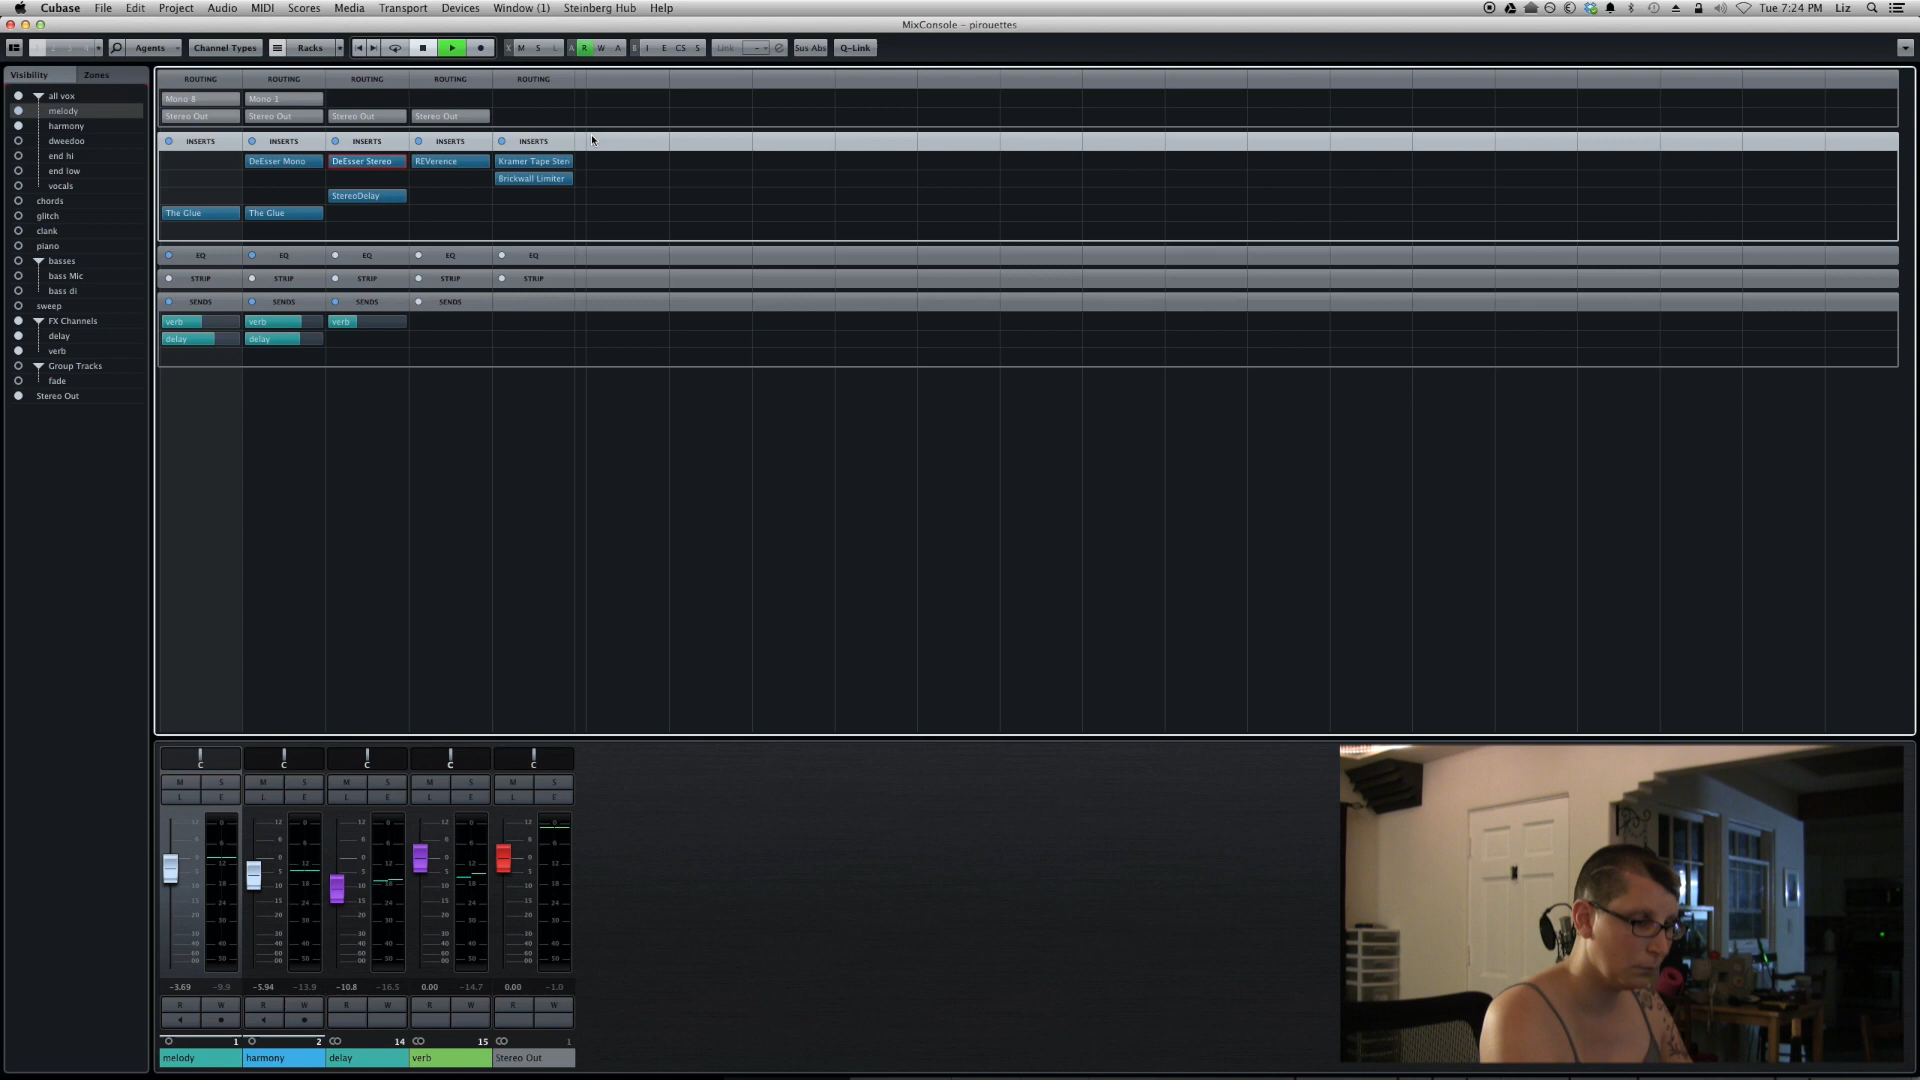 Cubase File Edit Project Audio MIDI Scores Media Transport Devices Window (1) Steinberg Hub Help Tue 7:24 PM Liz
MixConsole - pirouettes
Agents Channel Types Racks X M S L A R W A B I E CS S Link Sus Abs Q-Link
Visibility Zones
all vox
melody
harmony
dweedoo
end hi
end low
vocals
chords
glitch
clank
piano
basses
bass Mic
bass di
sweep
FX Channels
delay
verb
Group Tracks
fade
Stereo Out
ROUTING ROUTING ROUTING ROUTING ROUTING
Mono 8 Mono 1
Stereo Out Stereo Out Stereo Out Stereo Out
INSERTS INSERTS INSERTS INSERTS INSERTS
DeEsser Mono DeEsser Stereo REVerence Kramer Tape Sten
Brickwall Limiter
StereoDelay
The Glue The Glue
EQ EQ EQ EQ EQ
STRIP STRIP STRIP STRIP STRIP
SENDS SENDS SENDS SENDS
verb verb verb
delay delay
C C C C C
M S M S M S M S M S
L E L E L E L E L E
-3.69 -9.9 -5.94 -13.9 -10.8 -16.5 0.00 -14.7 0.00 -1.0
R W R W R W R W R W
1 2 14 15 1
melody harmony delay verb Stereo Out